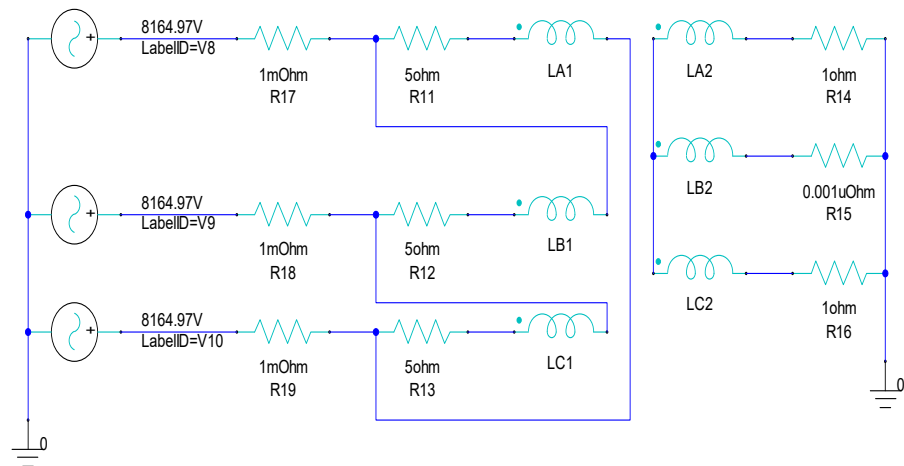 8164.97V
LabelID=V8
1mOhm
R17
5ohm
R11
LA1
LA2
1ohm
R14
8164.97V
LabelID=V9
1mOhm
R18
5ohm
R12
LB1
LB2
0.001uOhm
R15
8164.97V
LabelID=V10
1mOhm
R19
5ohm
R13
LC1
LC2
1ohm
R16
0
0